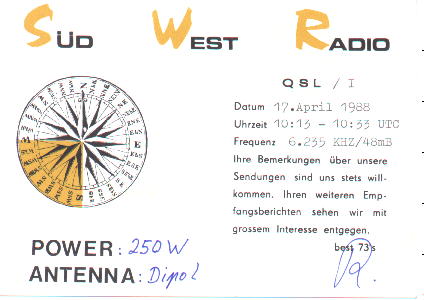 SÜD WEST RADIO
QSL / I
Datum 17.April 1988
Uhrzeit 10:13 - 10:33 UTC
Frequenz 6.235 KHZ/48mB
Ihre Bemerkungen über unsere
Sendungen sind uns stets will-
kommen. Ihren weiteren Emp-
fangsberichten sehen wir mit
grossem Interesse entgegen.
best 73's
POWER: 250 W
ANTENNA: Dipol
N
E
S
W